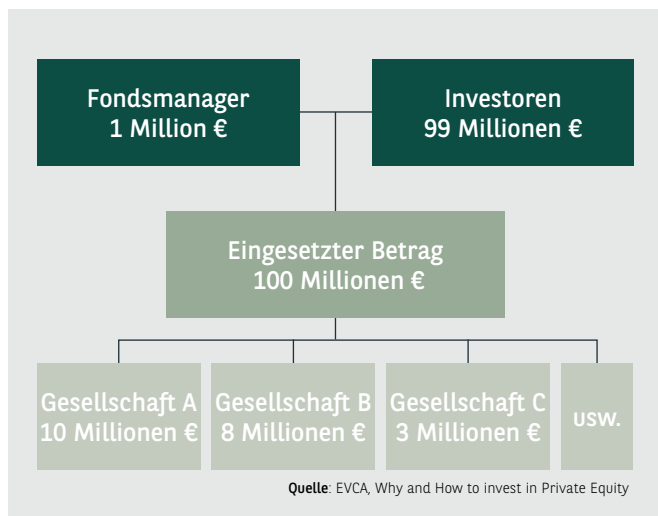 Fondsmanager
1 Million €
Investoren
99 Millionen €
Eingesetzter Betrag
100 Millionen €
Gesellschaft A
10 Millionen €
Gesellschaft B
8 Millionen €
Gesellschaft C
3 Millionen €
usw.
Quelle: EVCA, Why and How to invest in Private Equity